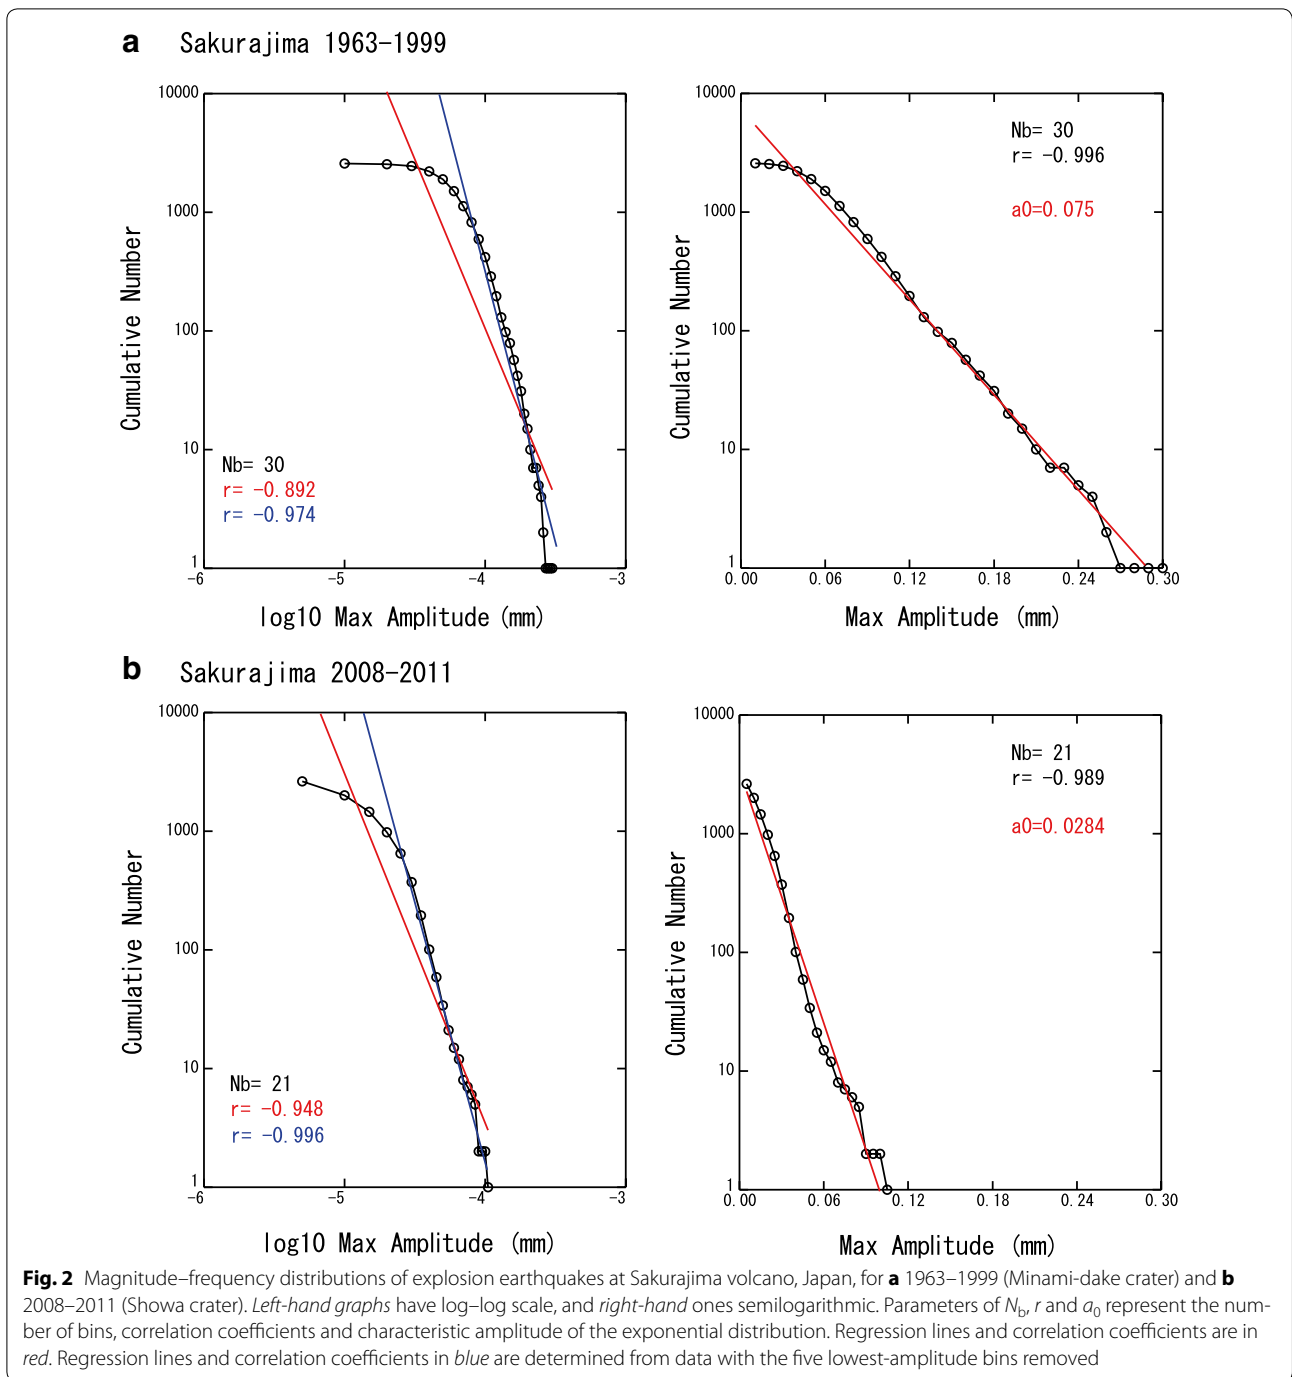 a Sakurajima 1963-1999
10000
1000
100
10
1
-6 -5 -4 -3
Cumulative Number
log10 Max Amplitude (mm)
Nb= 30
r= -0.892
r= -0.974
10000
1000
100
10
1
0.00 0.06 0.12 0.18 0.24 0.30
Cumulative Number
Max Amplitude (mm)
Nb= 30
r= -0.996
a0=0.075
b Sakurajima 2008-2011
10000
1000
100
10
1
-6 -5 -4 -3
Cumulative Number
log10 Max Amplitude (mm)
Nb= 21
r= -0.948
r= -0.996
10000
1000
100
10
1
0.00 0.06 0.12 0.18 0.24 0.30
Cumulative Number
Max Amplitude (mm)
Nb= 21
r= -0.989
a0=0.0284
Fig. 2 Magnitude–frequency distributions of explosion earthquakes at Sakurajima volcano, Japan, for a 1963–1999 (Minami-dake crater) and b
2008–2011 (Showa crater). Left-hand graphs have log–log scale, and right-hand ones semilogarithmic. Parameters of Nb, r and a0 represent the num-
ber of bins, correlation coefficients and characteristic amplitude of the exponential distribution. Regression lines and correlation coefficients are in
red. Regression lines and correlation coefficients in blue are determined from data with the five lowest-amplitude bins removed